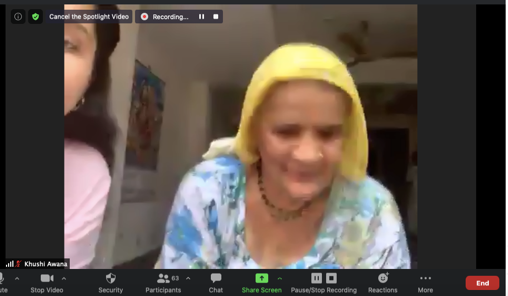 Cancel the Spotlight Video
Recording...
Khushi Awana
ute
Stop Video
Security
Participants
63
Chat
Share Screen
Pause/Stop Recording
Reactions
More
End